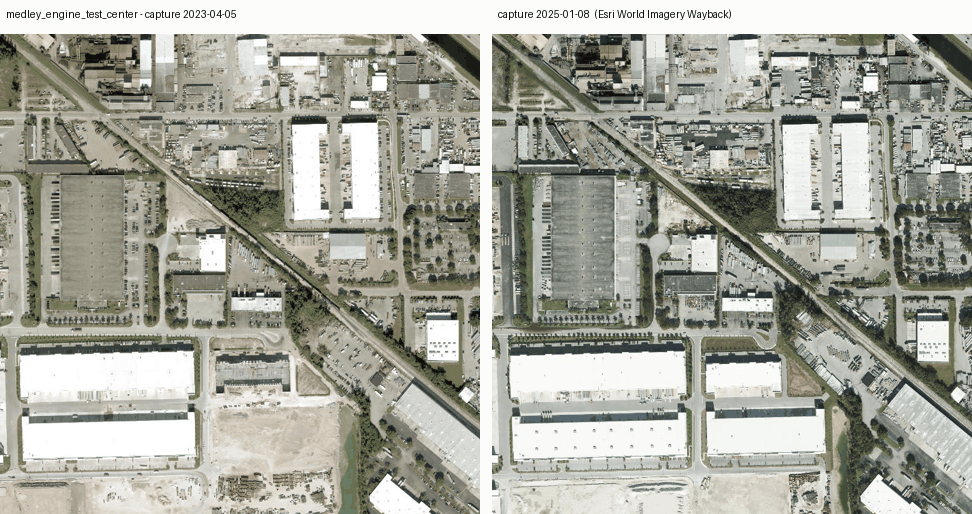 medley_engine_test_center - capture 2023-04-05
capture 2025-01-08 (Esri World Imagery Wayback)